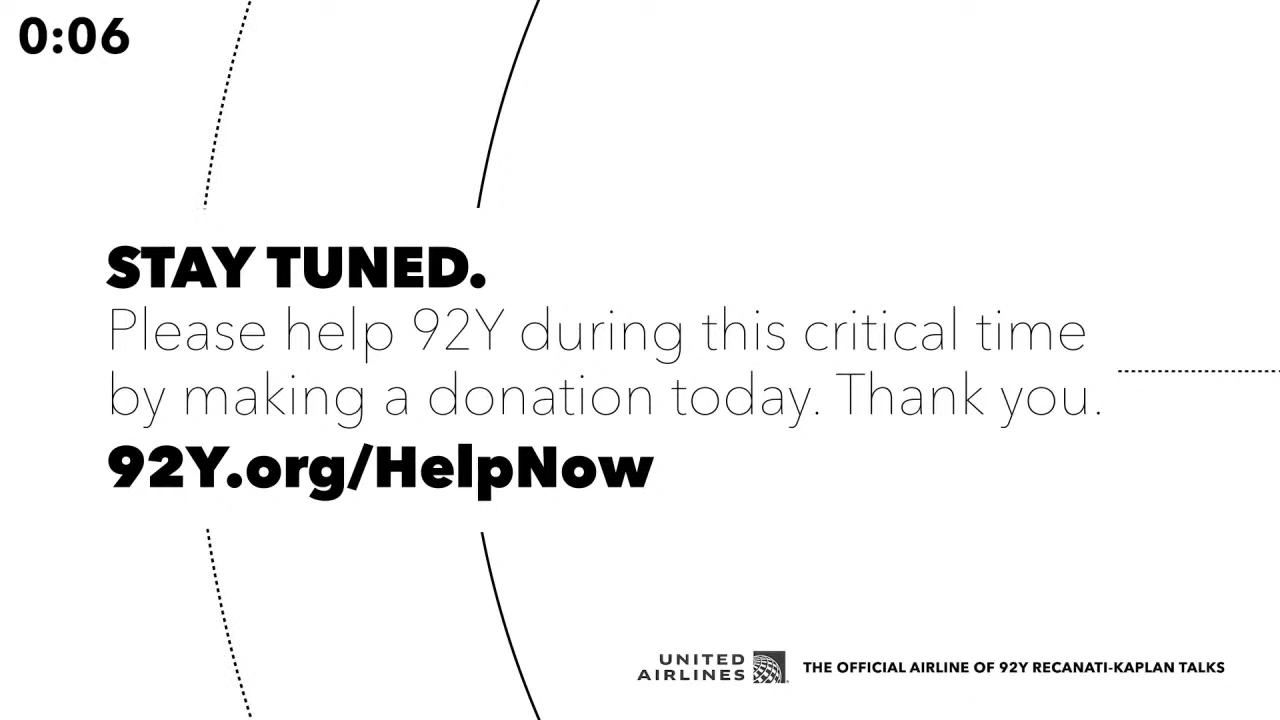 0:06
STAY TUNED.
Please help 92Y during this critical time
by making a donation today. Thank you.
92Y.org/HelpNow
UNITED
AIRLINES
THE OFFICIAL AIRLINE OF 92Y RECANATI-KAPLAN TALKS